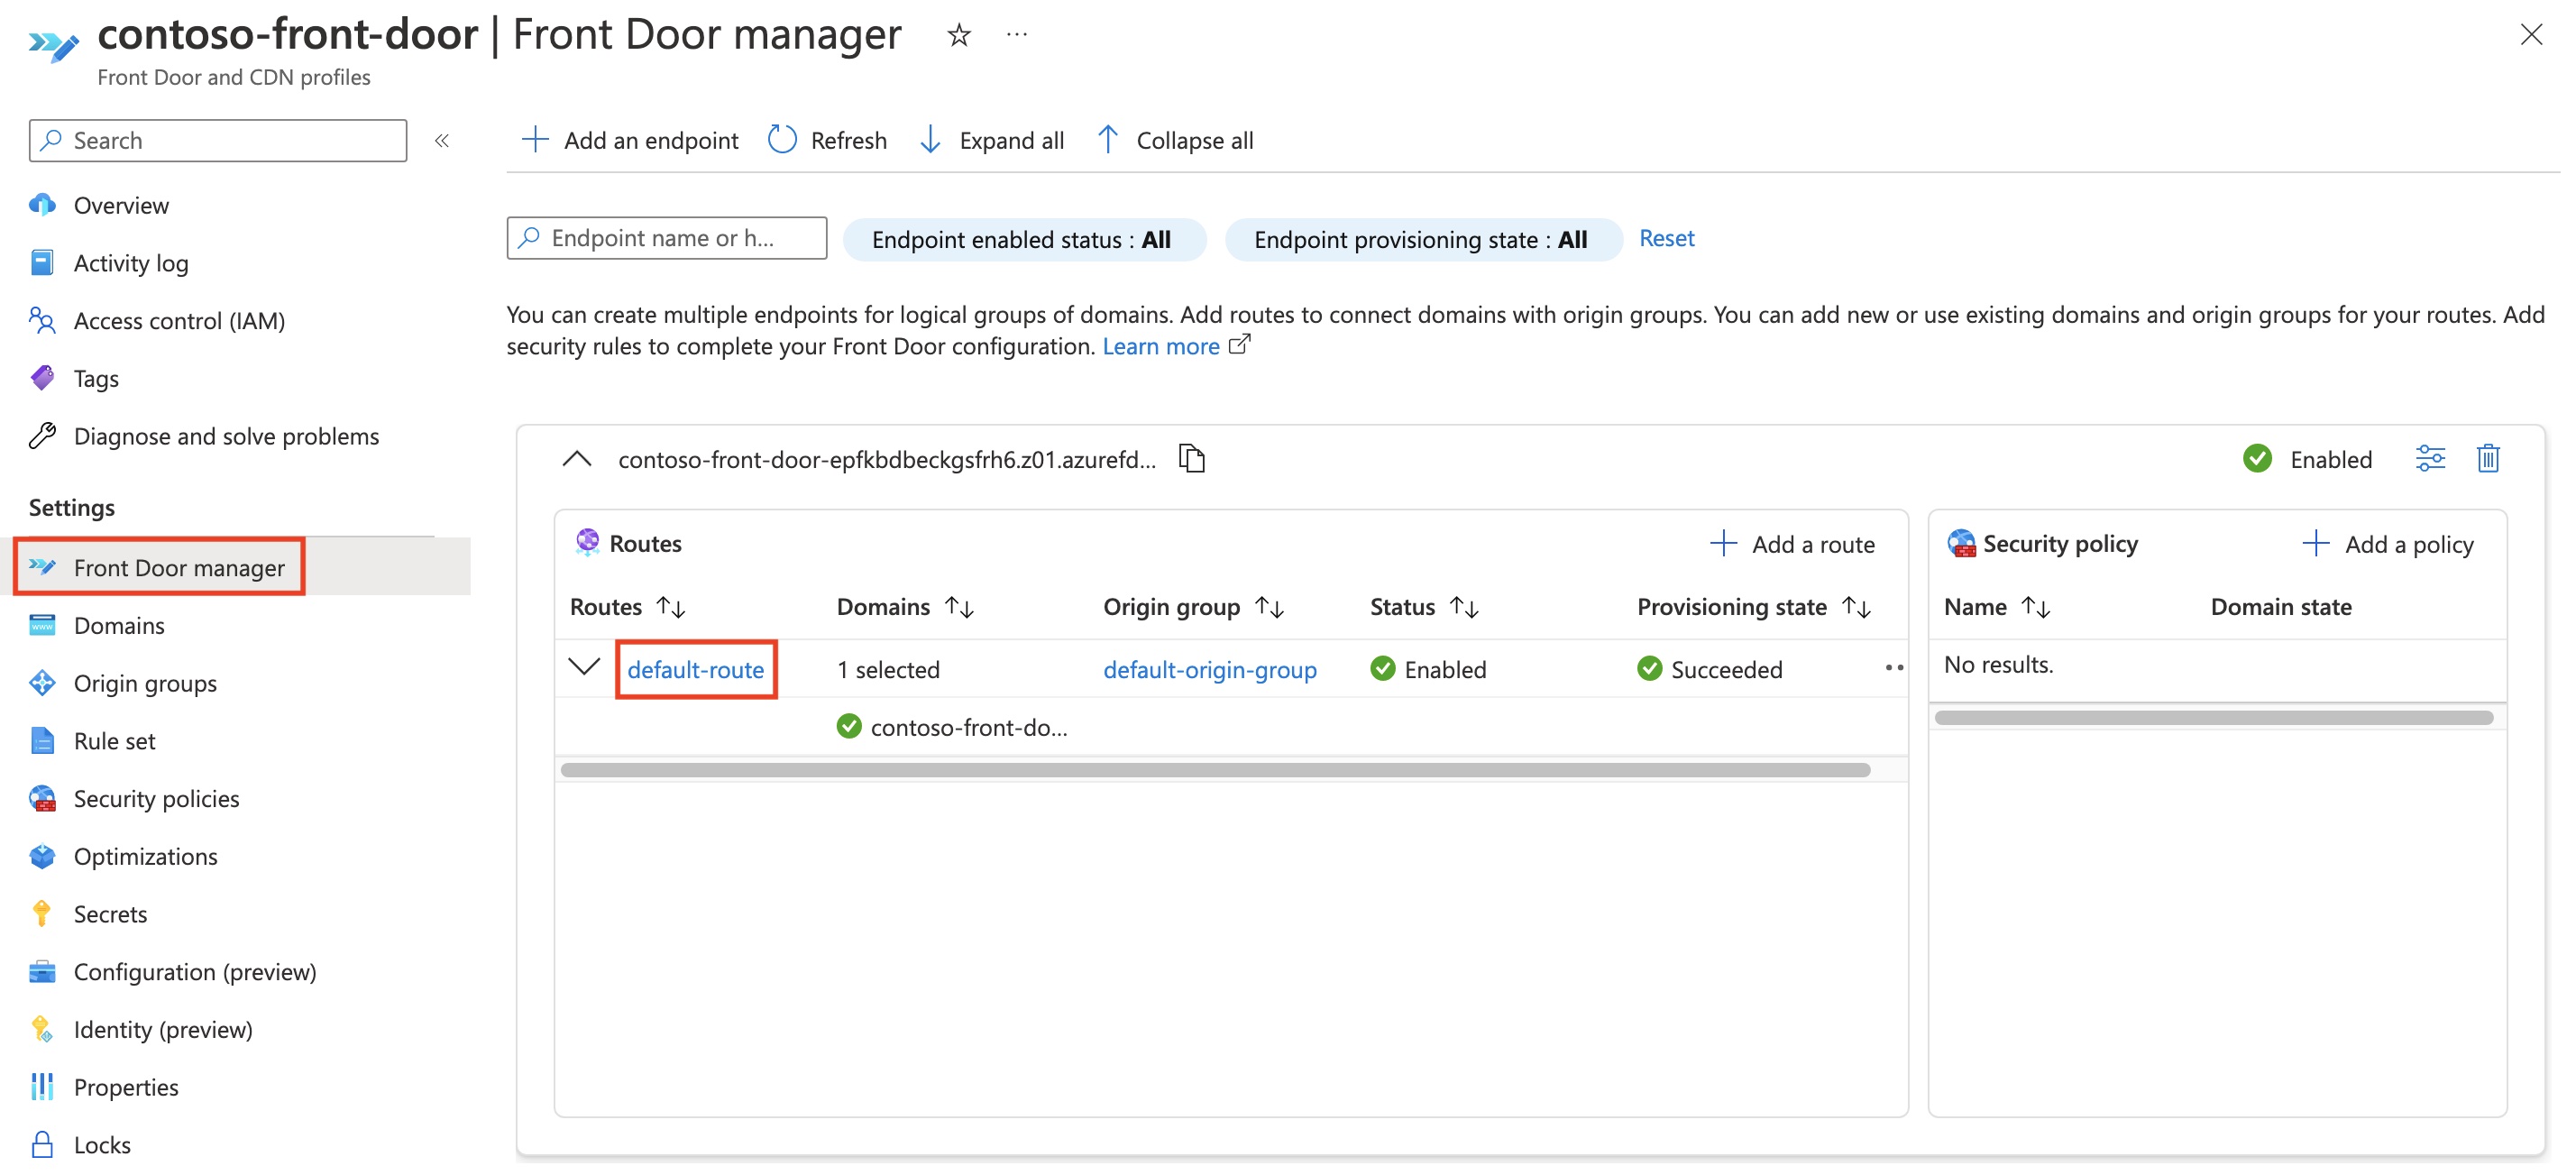 contoso-front-door | Front Door manager
Front Door and CDN profiles
Search
Overview
Activity log
Access control (IAM)
Tags
Diagnose and solve problems
Settings
Front Door manager
Domains
Origin groups
Rule set
Security policies
Optimizations
Secrets
Configuration (preview)
Identity (preview)
Properties
Locks
Add an endpoint Refresh Expand all Collapse all
Endpoint name or h... Endpoint enabled status : All Endpoint provisioning state : All Reset
You can create multiple endpoints for logical groups of domains. Add routes to connect domains with origin groups. You can add new or use existing domains and origin groups for your routes. Add
security rules to complete your Front Door configuration. Learn more
contoso-front-door-epfkbdbeckgsfrh6.z01.azurefd... Enabled
Routes Add a route
Routes Domains Origin group Status Provisioning state
default-route 1 selected default-origin-group Enabled Succeeded
contoso-front-do...
Security policy Add a policy
Name Domain state
No results.